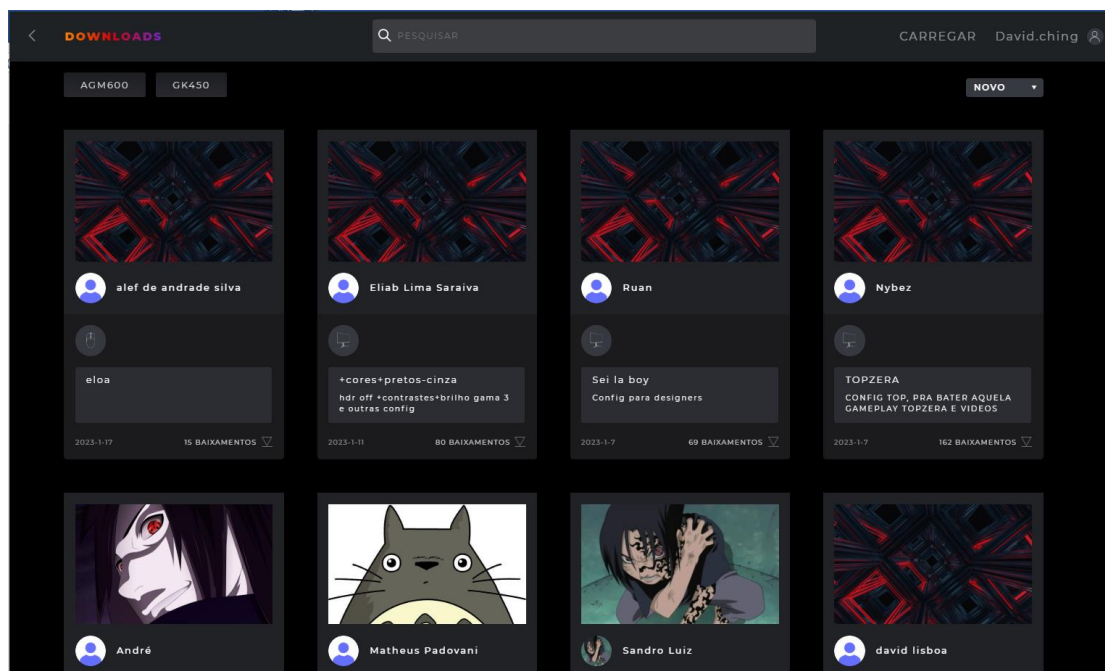 DOWNLOADS
PESQUISAR
CARREGAR
David.ching
AGM600
GK450
NOVO
alef de andrade silva
Eliab Lima Saraiva
Ruan
Nybez
eloa
+cores+pretos-cinza
hdr off +contrastes+brilho gama 3
e outras config
Sei la boy
Config para designers
TOPZERA
CONFIG TOP, PRA BATER AQUELA
GAMEPLAY TOPZERA E VIDEOS
2023-1-17
15 BAIXAMENTOS
2023-1-11
80 BAIXAMENTOS
2023-1-7
69 BAIXAMENTOS
2023-1-7
162 BAIXAMENTOS
André
Matheus Padovani
Sandro Luiz
david lisboa